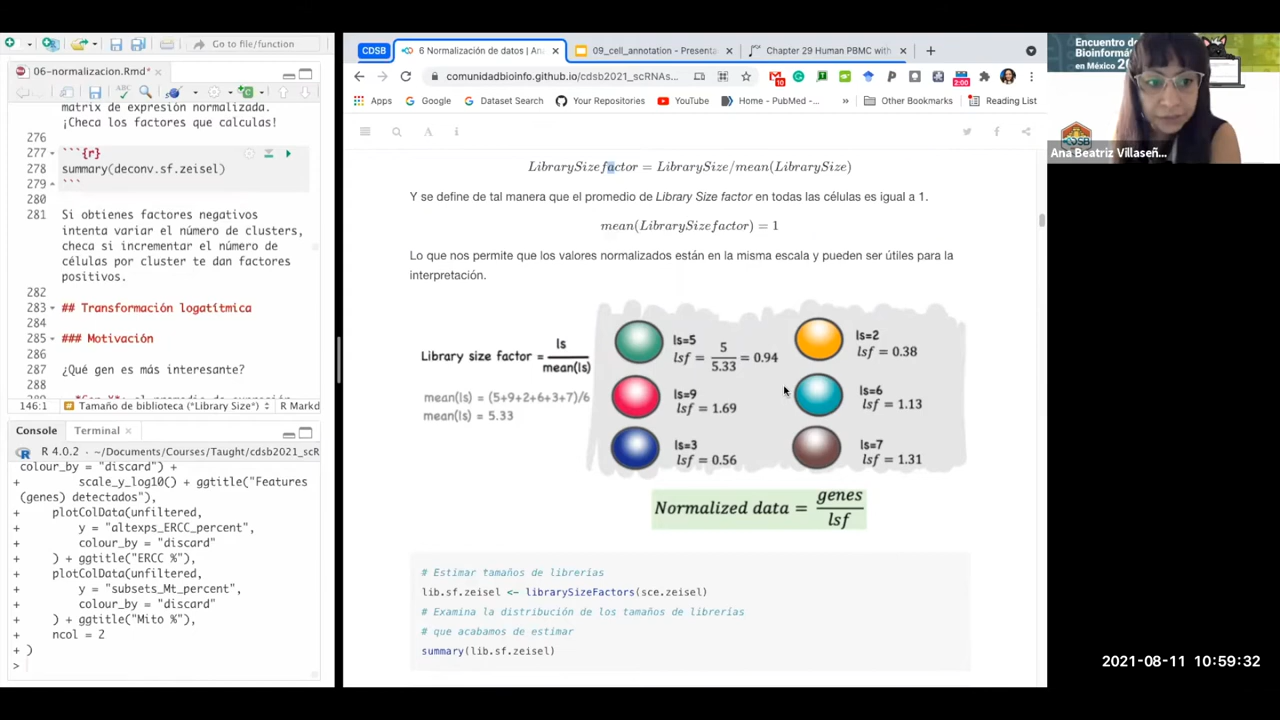 Go to file/function
06-normalizacion.Rmd*
matrix de expresión normalizada.
¡Checa los factores que calculas!
276
277 ```{r}
278 summary(deconv.sf.zeisel)
279 ```
280
281 Si obtienes factores negativos
intenta variar el número de clusters,
checa si incrementar el número de
células por cluster te dan factores
positivos.
282
283 ## Transformación logatítmica
284
285 ### Motivación
286
287 ¿Qué gen es más interesante?
288
146:1 Tamaño de biblioteca (*Library Size*) R Markd
Console Terminal
R 4.0.2 · ~/Documents/Courses/Taught/cdsb2021_scR
colour_by = "discard") +
+ scale_y_log10() + ggtitle("Features
(genes) detectados"),
+ plotColData(unfiltered,
+ y = "altexps_ERCC_percent",
+ colour_by = "discard"
+ ) + ggtitle("ERCC %"),
+ plotColData(unfiltered,
+ y = "subsets_Mt_percent",
+ colour_by = "discard"
+ ) + ggtitle("Mito %"),
+ ncol = 2
+ )
>
CDSB 6 Normalización de datos | An 09_cell_annotation - Presenta Chapter 29 Human PBMC with
comunidadbioinfo.github.io/cdsb2021_scRNAs... 10 2:00
Apps Google Dataset Search Your Repositories YouTube Home - PubMed -... » Other Bookmarks Reading List
LibrarySizefactor = LibrarySize/mean(LibrarySize)
Y se define de tal manera que el promedio de Library Size factor en todas las células es igual a 1.
mean(LibrarySizefactor) = 1
Lo que nos permite que los valores normalizados están en la misma escala y pueden ser útiles para la
interpretación.
Library size factor = ls / mean(ls)
mean(ls) = (5+9+2+6+3+7)/6
mean(ls) = 5.33
ls=5
lsf = 5 / 5.33 = 0.94
ls=2
lsf = 0.38
ls=9
lsf = 1.69
ls=6
lsf = 1.13
ls=3
lsf = 0.56
ls=7
lsf = 1.31
Normalized data = genes / lsf
# Estimar tamaños de librerías
lib.sf.zeisel <- librarySizeFactors(sce.zeisel)
# Examina la distribución de los tamaños de librerías
# que acabamos de estimar
summary(lib.sf.zeisel)
Encuentro de
Bioinformá
en México 2
CDSB
Ana Beatriz Villaseñ...
2021-08-11 10:59:32